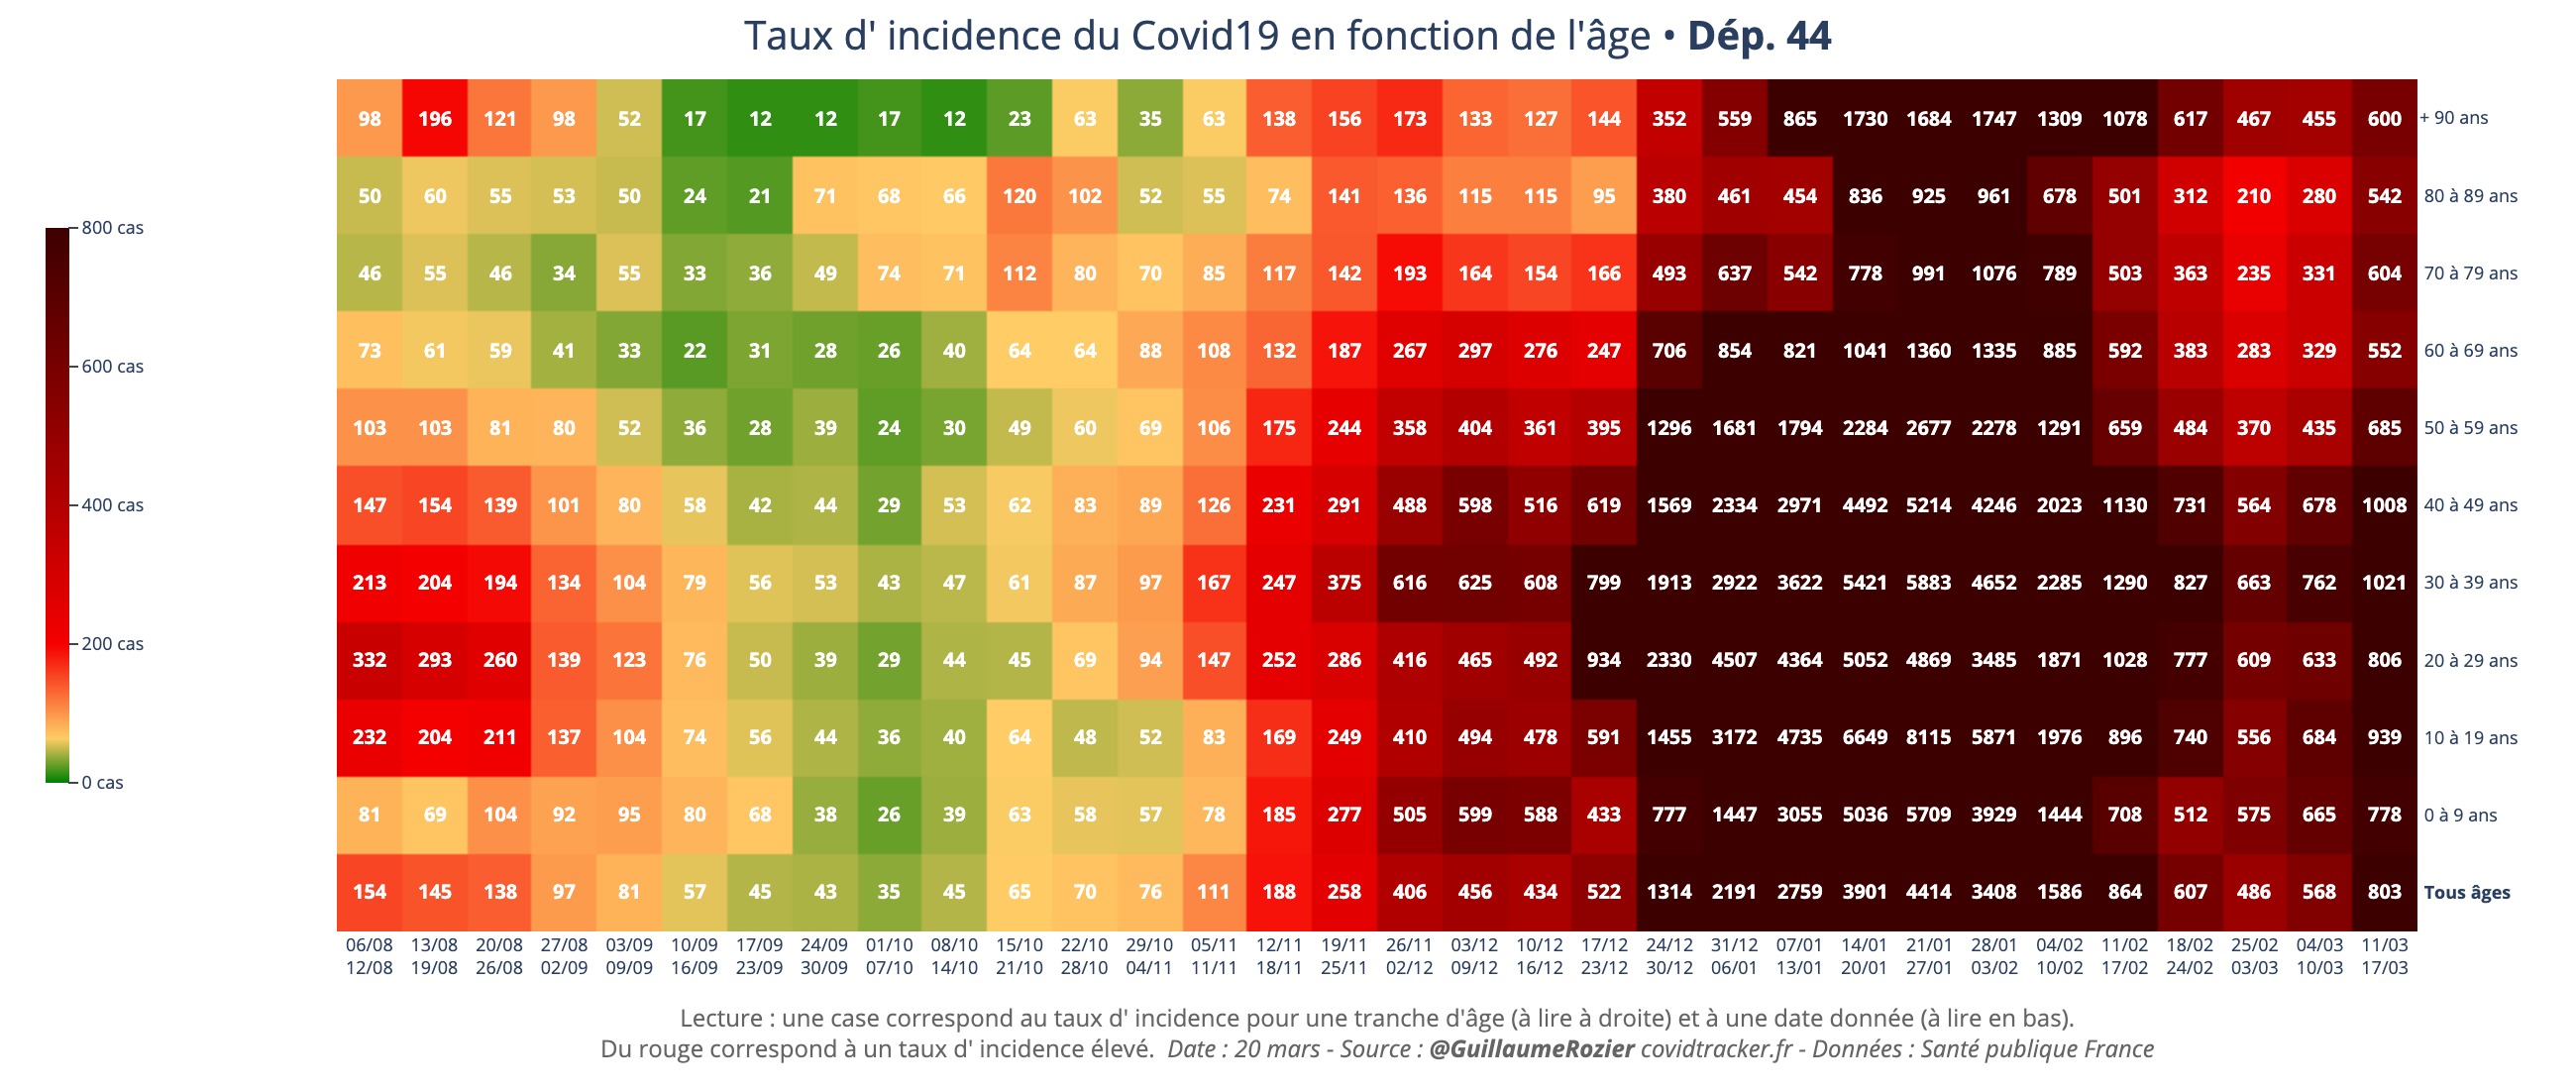 Taux d' incidence du Covid19 en fonction de l'âge • Dép. 44
98 196 121 98 52 17 12 12 17 12 23 63 35 63 138 156 173 133 127 144 352 559 865 1730 1684 1747 1309 1078 617 467 455 600 + 90 ans
50 60 55 53 50 24 21 71 68 66 120 102 52 55 74 141 136 115 115 95 380 461 454 836 925 961 678 501 312 210 280 542 80 à 89 ans
800 cas
46 55 46 34 55 33 36 49 74 71 112 80 70 85 117 142 193 164 154 166 493 637 542 778 991 1076 789 503 363 235 331 604 70 à 79 ans
73 61 59 41 33 22 31 28 26 40 64 64 88 108 132 187 267 297 276 247 706 854 821 1041 1360 1335 885 592 383 283 329 552 60 à 69 ans
600 cas
103 103 81 80 52 36 28 39 24 30 49 60 69 106 175 244 358 404 361 395 1296 1681 1794 2284 2677 2278 1291 659 484 370 435 685 50 à 59 ans
400 cas
147 154 139 101 80 58 42 44 29 53 62 83 89 126 231 291 488 598 516 619 1569 2334 2971 4492 5214 4246 2023 1130 731 564 678 1008 40 à 49 ans
213 204 194 134 104 79 56 53 43 47 61 87 97 167 247 375 616 625 608 799 1913 2922 3622 5421 5883 4652 2285 1290 827 663 762 1021 30 à 39 ans
200 cas
332 293 260 139 123 76 50 39 29 44 45 69 94 147 252 286 416 465 492 934 2330 4507 4364 5052 4869 3485 1871 1028 777 609 633 806 20 à 29 ans
232 204 211 137 104 74 56 44 36 40 64 48 52 83 169 249 410 494 478 591 1455 3172 4735 6649 8115 5871 1976 896 740 556 684 939 10 à 19 ans
0 cas
81 69 104 92 95 80 68 38 26 39 63 58 57 78 185 277 505 599 588 433 777 1447 3055 5036 5709 3929 1444 708 512 575 665 778 0 à 9 ans
154 145 138 97 81 57 45 43 35 45 65 70 76 111 188 258 406 456 434 522 1314 2191 2759 3901 4414 3408 1586 864 607 486 568 803 Tous âges
06/08 13/08 20/08 27/08 03/09 10/09 17/09 24/09 01/10 08/10 15/10 22/10 29/10 05/11 12/11 19/11 26/11 03/12 10/12 17/12 24/12 31/12 07/01 14/01 21/01 28/01 04/02 11/02 18/02 25/02 04/03 11/03
12/08 19/08 26/08 02/09 09/09 16/09 23/09 30/09 07/10 14/10 21/10 28/10 04/11 11/11 18/11 25/11 02/12 09/12 16/12 23/12 30/12 06/01 13/01 20/01 27/01 03/02 10/02 17/02 24/02 03/03 10/03 17/03
Lecture : une case correspond au taux d' incidence pour une tranche d'âge (à lire à droite) et à une date donnée (à lire en bas).
Du rouge correspond à un taux d' incidence élevé. Date : 20 mars - Source : @GuillaumeRozier covidtracker.fr - Données : Santé publique France